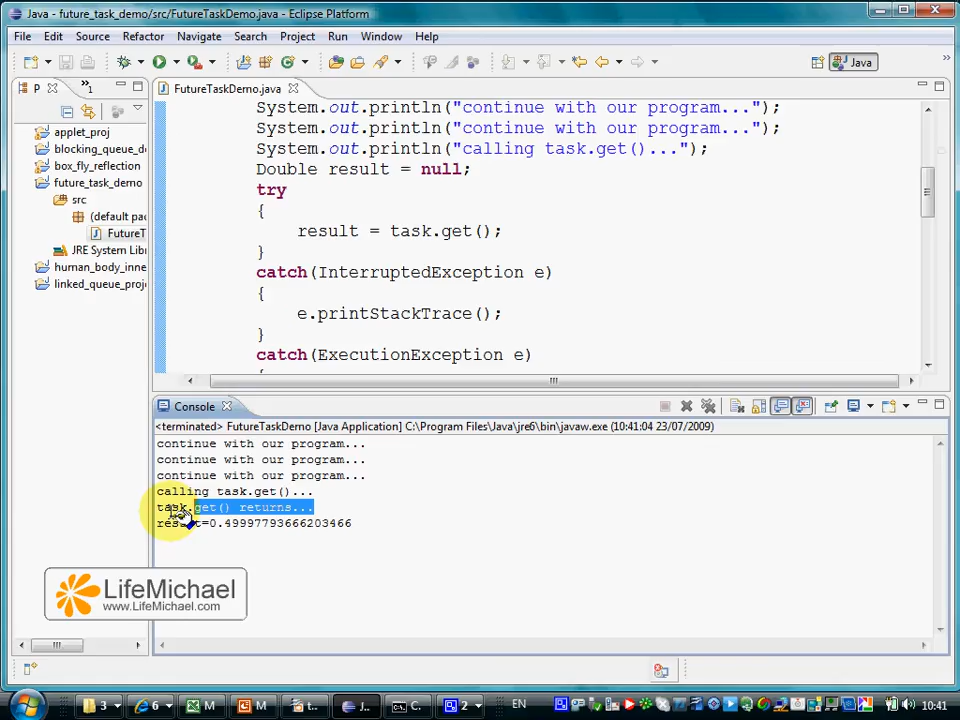 Java - future_task_demo/src/FutureTaskDemo.java - Eclipse Platform
File Edit Source Refactor Navigate Search Project Run Window Help
Java
P
»1
FutureTaskDemo.java
System.out.println("continue with our program...");
System.out.println("continue with our program...");
System.out.println("calling task.get()...");
Double result = null;
try
{
result = task.get();
}
catch(InterruptedException e)
{
e.printStackTrace();
}
catch(ExecutionException e)
applet_proj
blocking_queue_de
box_fly_reflection
future_task_demo
src
(default pac
FutureT
JRE System Libr
human_body_inne
linked_queue_proj
Console
<terminated> FutureTaskDemo [Java Application] C:\Program Files\Java\jre6\bin\javaw.exe (10:41:04 23/07/2009)
continue with our program...
continue with our program...
continue with our program...
calling task.get()...
task.get() returns...
result=0.49997793666203466
LifeMichael
www.LifeMichael.com
3
6
M
M
t..
J..
C.
2
EN
10:41